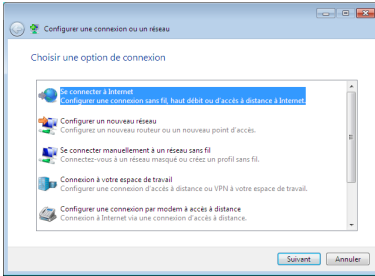 Configurer une connexion ou un réseau
Choisir une option de connexion
Se connecter à Internet
Configurer une connexion sans fil, haut débit ou d'accès à distance à Internet.
Configurer un nouveau réseau
Configurez un nouveau routeur ou un nouveau point d'accès.
Se connecter manuellement à un réseau sans fil
Connectez-vous à un réseau masqué ou créez un profil sans fil.
Connexion à votre espace de travail
Configurer une connexion d'accès à distance ou VPN à votre espace de travail.
Configurer une connexion par modem à accès à distance
Connexion à Internet via une connexion d'accès à distance.
Suivant
Annuler